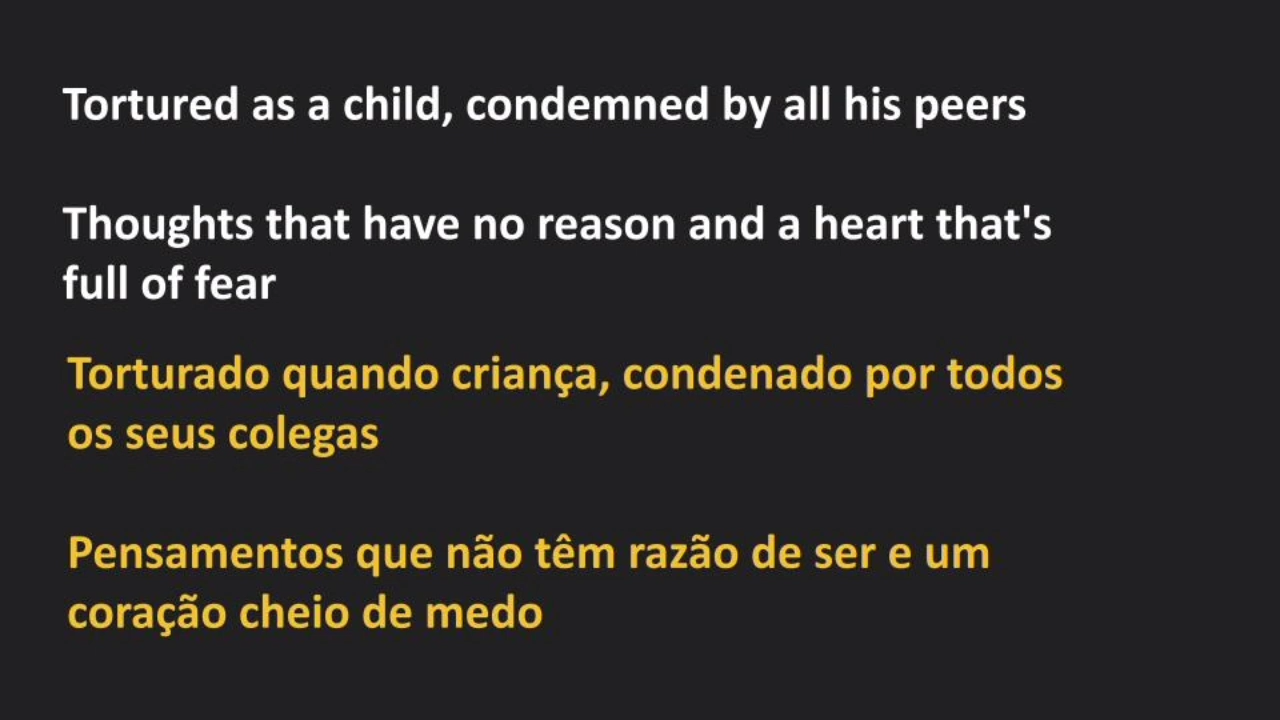 Tortured as a child, condemned by all his peers
Thoughts that have no reason and a heart that's
full of fear
Torturado quando criança, condenado por todos
os seus colegas
Pensamentos que não têm razão de ser e um
coração cheio de medo